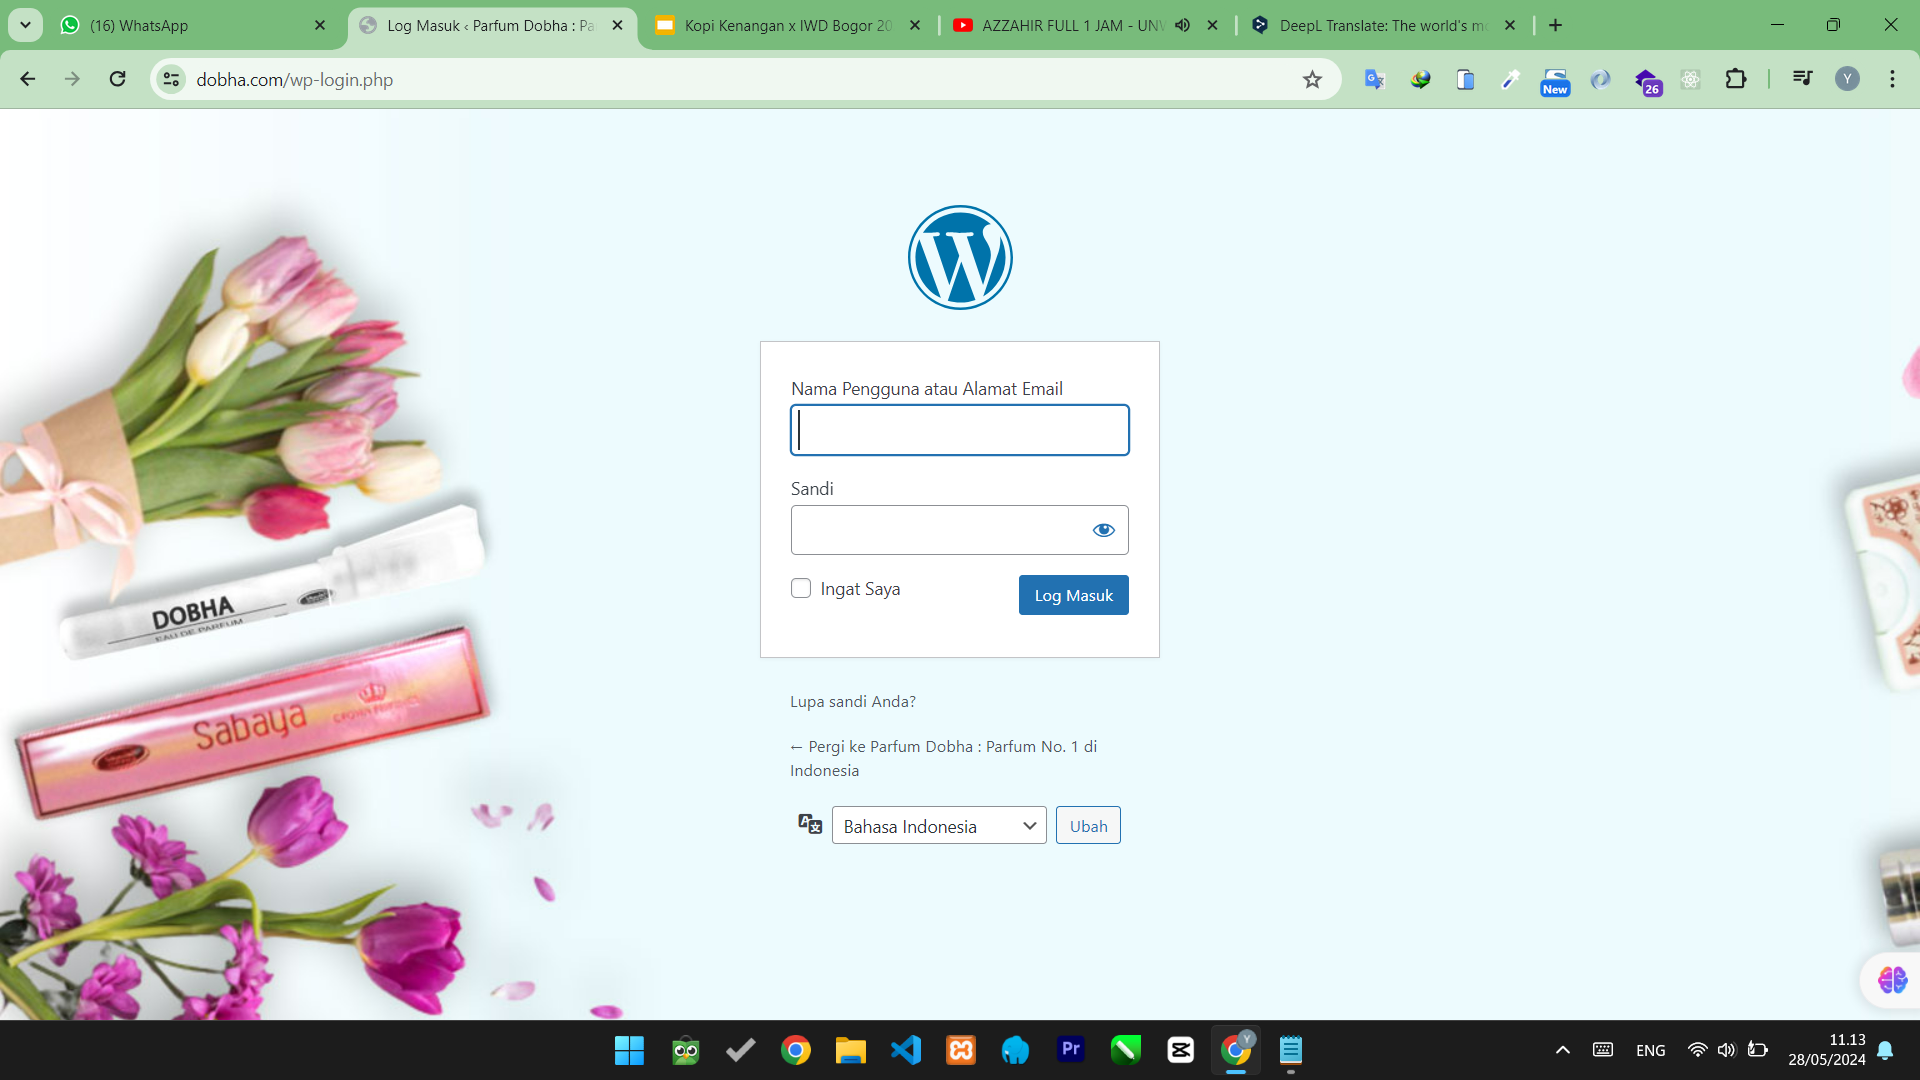 (16) WhatsApp
Log Masuk ‹ Parfum Dobha : Pa
Kopi Kenangan x IWD Bogor 20
AZZAHIR FULL 1 JAM - UNW
DeepL Translate: The world's mo
dobha.com/wp-login.php
New
26
Y
Nama Pengguna atau Alamat Email
Sandi
Ingat Saya
Log Masuk
Lupa sandi Anda?
← Pergi ke Parfum Dobha : Parfum No. 1 di
Indonesia
Bahasa Indonesia
Ubah
DOBHA
EAU DE PARFUM
Sabaya
Pr
Y
ENG
11.13
28/05/2024